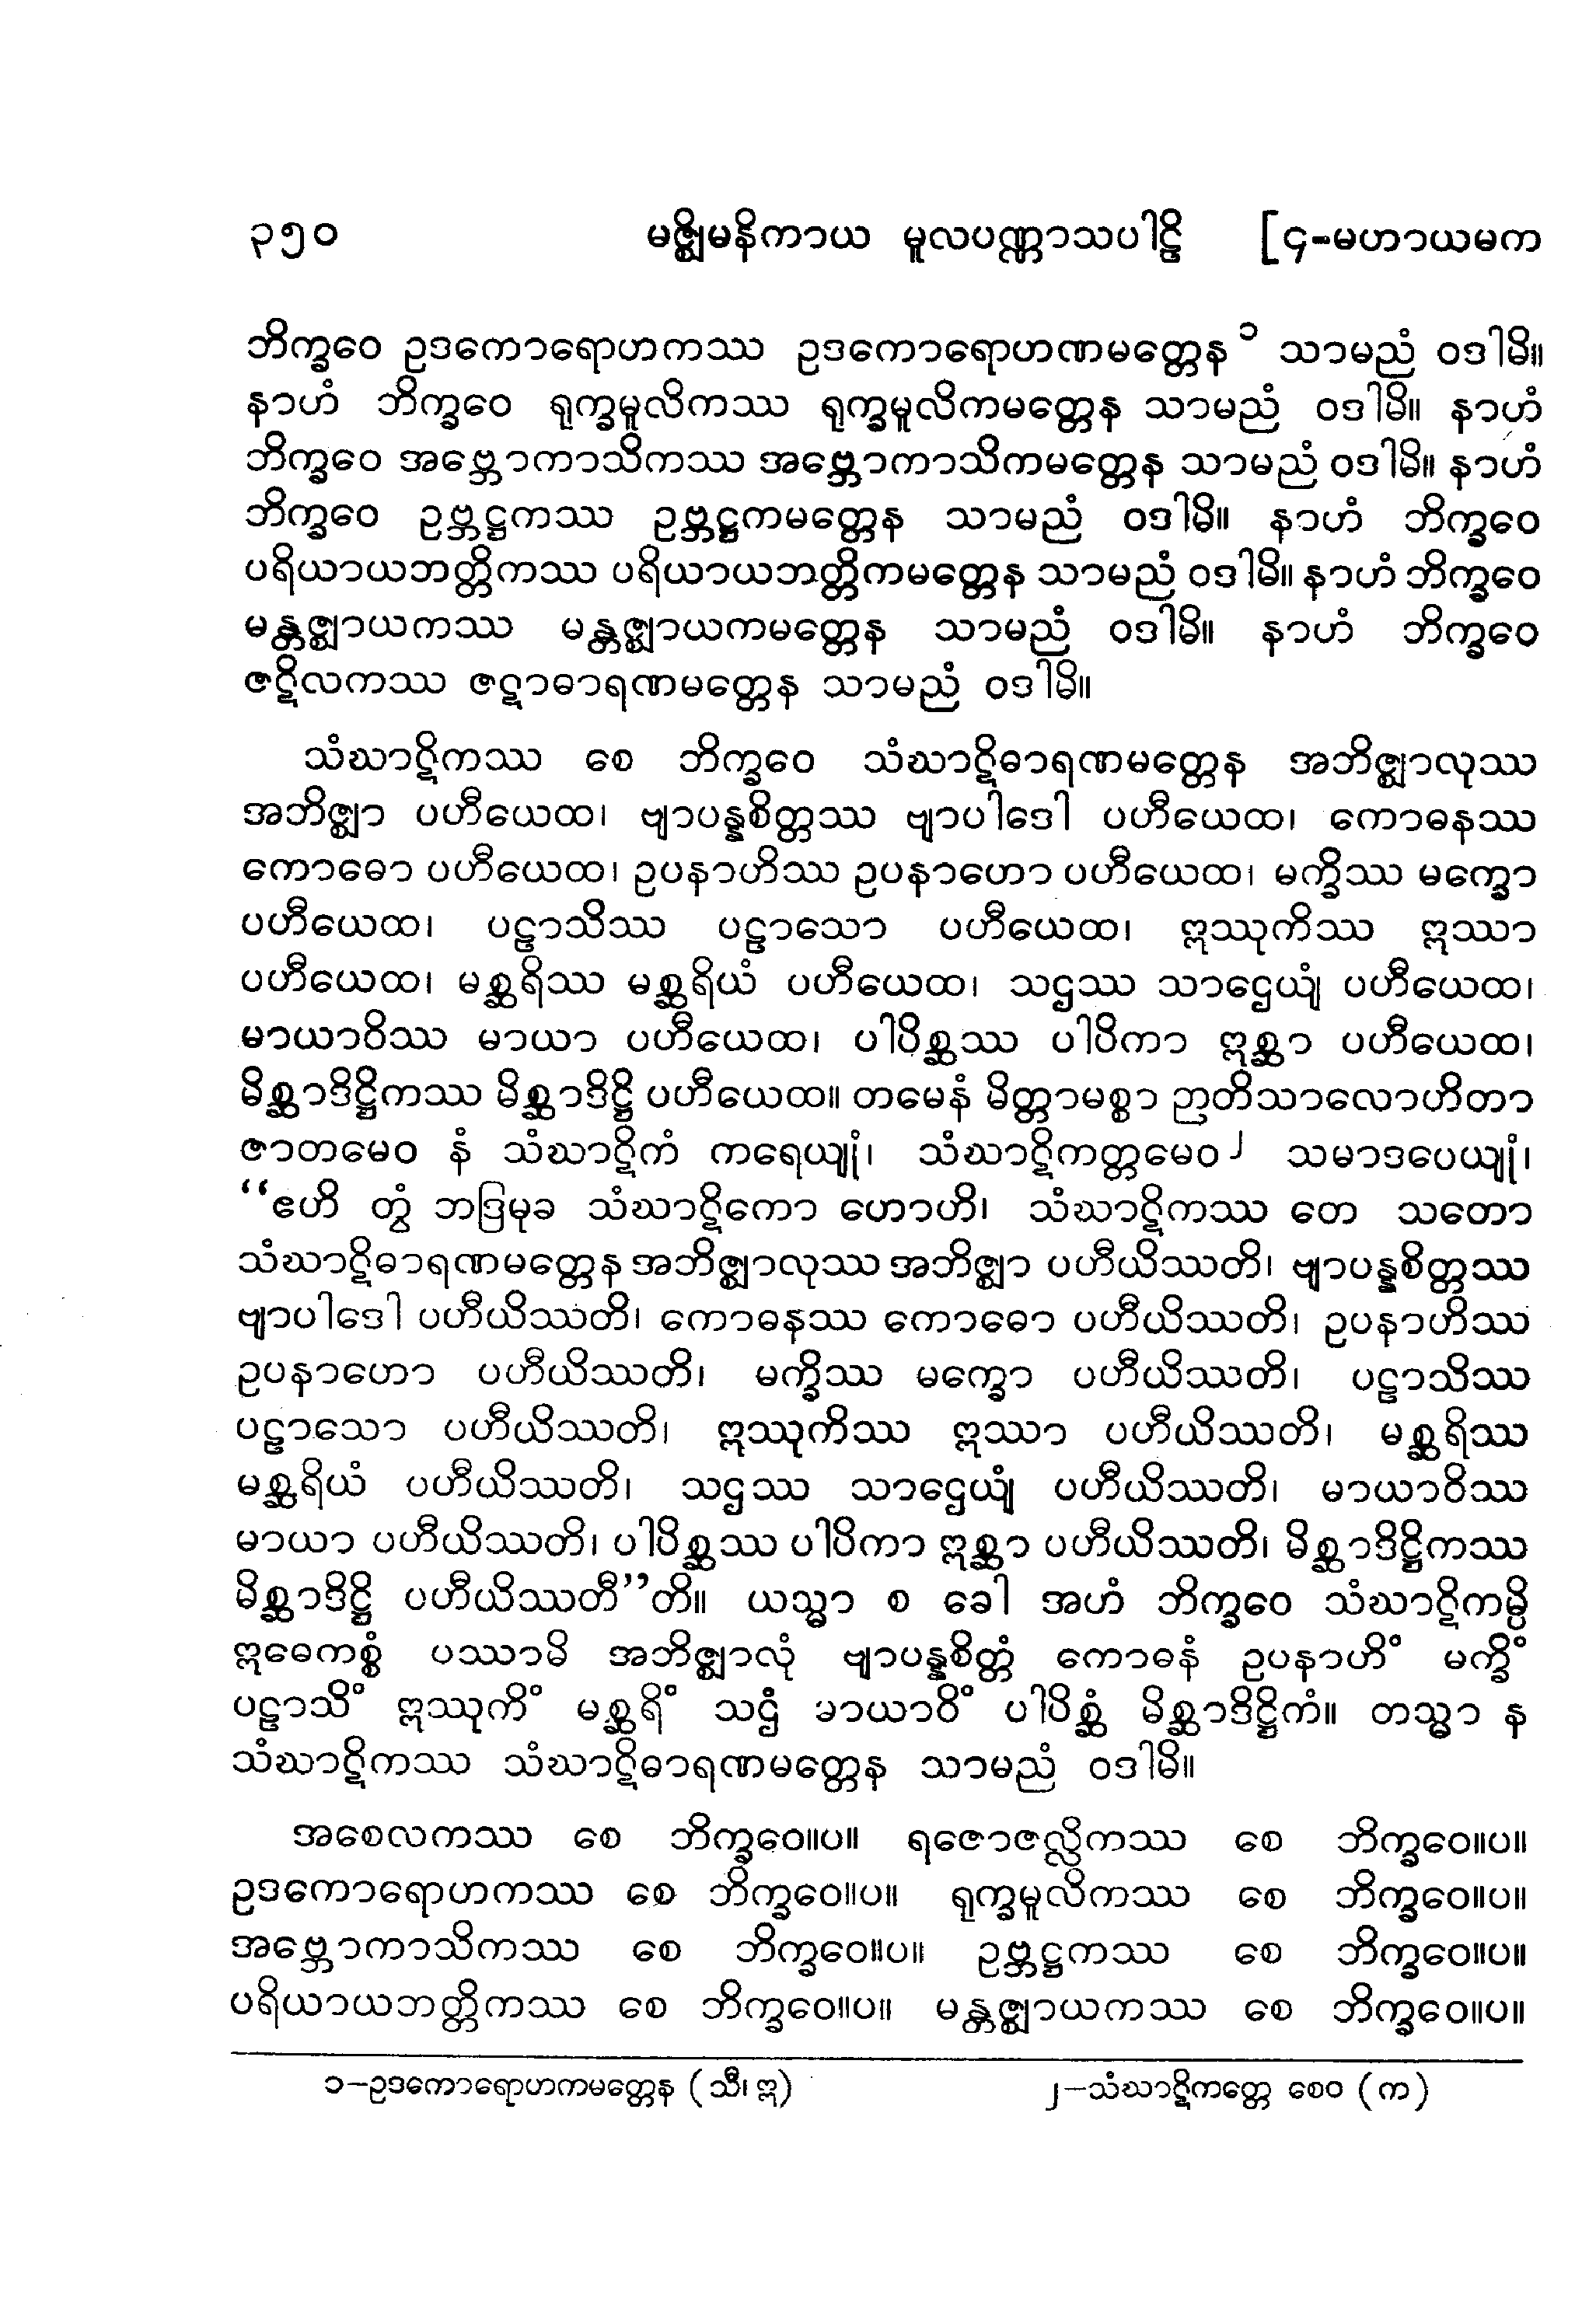 ၃၅၀ မဇ္ဈိမနိကာယ မူလပဏ္ဏာသပါဠိ [၄-မဟာယမက
ဘိက္ခဝေ ဥဒကောရောဟကဿ ဥဒကောရောဟဏမတ္တေန ၁ သာမညံ ဝဒါမိ။
နာဟံ ဘိက္ခဝေ ရုက္ခမူလိကဿ ရုက္ခမူလိကမတ္တေန သာမညံ ဝဒါမိ။ နာဟံ
ဘိက္ခဝေ အဗ္ဘောကာသိကဿ အဗ္ဘောကာသိကမတ္တေန သာမညံ ဝဒါမိ။ နာဟံ
ဘိက္ခဝေ ဥဗ္ဘဋ္ဌကဿ ဥဗ္ဘဋ္ဌကမတ္တေန သာမညံ ဝဒါမိ။ နာဟံ ဘိက္ခဝေ
ပရိယာယဘတ္တိကဿ ပရိယာယဘတ္တိကမတ္တေန သာမညံ ဝဒါမိ။ နာဟံ ဘိက္ခဝေ
မန္တဇ္ဈာယကဿ မန္တဇ္ဈာယကမတ္တေန သာမညံ ဝဒါမိ။ နာဟံ ဘိက္ခဝေ
ဇဋိလကဿ ဇဋာဓာရဏမတ္တေန သာမညံ ဝဒါမိ။
သံဃာဋိကဿ စေ ဘိက္ခဝေ သံဃာဋိဓာရဏမတ္တေန အဘိဇ္ဈာလုဿ
အဘိဇ္ဈာ ပဟီယေထ၊ ဗျာပန္နစိတ္တဿ ဗျာပါဒေါ ပဟီယေထ၊ ကောဓနဿ
ကောဓော ပဟီယေထ၊ ဥပနာဟိဿ ဥပနာဟော ပဟီယေထ၊ မက္ခိဿ မက္ခော
ပဟီယေထ၊ ပဠာသိဿ ပဠာသော ပဟီယေထ၊ ဣဿုကိဿ ဣဿာ
ပဟီယေထ၊ မစ္ဆရိဿ မစ္ဆရိယံ ပဟီယေထ၊ သဌဿ သာဌေယျံ ပဟီယေထ၊
မာယာဝိဿ မာယာ ပဟီယေထ၊ ပါပိစ္ဆဿ ပါပိကာ ဣစ္ဆာ ပဟီယေထ၊
မိစ္ဆာဒိဋ္ဌိကဿ မိစ္ဆာဒိဋ္ဌိ ပဟီယေထ။ တမေနံ မိတ္တာမစ္စာ ဉာတိသာလောဟိတာ
ဇာတမေဝ နံ သံဃာဋိကံ ကရေယျုံ၊ သံဃာဋိကတ္တမေဝ၂ သမာဒပေယျုံ၊
“ဧဟိ တွံ ဘဒြမုခ သံဃာဋိကော ဟောဟိ၊ သံဃာဋိကဿ တေ သတော
သံဃာဋိဓာရဏမတ္တေန အဘိဇ္ဈာလုဿ အဘိဇ္ဈာ ပဟီယိဿတိ၊ ဗျာပန္နစိတ္တဿ
ဗျာပါဒေါ ပဟီယိဿတိ၊ ကောဓနဿ ကောဓော ပဟီယိဿတိ၊ ဥပနာဟိဿ
ဥပနာဟော ပဟီယိဿတိ၊ မက္ခိဿ မက္ခော ပဟီယိဿတိ၊ ပဠာသိဿ
ပဠာသော ပဟီယိဿတိ၊ ဣဿုကိဿ ဣဿာ ပဟီယိဿတိ၊ မစ္ဆရိဿ
မစ္ဆရိယံ ပဟီယိဿတိ၊ သဌဿ သာဌေယျံ ပဟီယိဿတိ၊ မာယာဝိဿ
မာယာ ပဟီယိဿတိ၊ ပါပိစ္ဆဿ ပါပိကာ ဣစ္ဆာ ပဟီယိဿတိ၊ မိစ္ဆာဒိဋ္ဌိကဿ
မိစ္ဆာဒိဋ္ဌိ ပဟီယိဿတီ”တိ။ ယသ္မာ စ ခေါ အဟံ ဘိက္ခဝေ သံဃာဋိကမ္ပိ
ဣဓေကစ္စံ ပဿာမိ အဘိဇ္ဈာလုံ ဗျာပန္နစိတ္တံ ကောဓနံ ဥပနာဟိံ မက္ခိံ
ပဠာသိံ ဣဿုကိံ မစ္ဆရိံ သဌံ မာယာဝိံ ပါပိစ္ဆံ မိစ္ဆာဒိဋ္ဌိကံ။ တသ္မာ န
သံဃာဋိကဿ သံဃာဋိဓာရဏမတ္တေန သာမညံ ဝဒါမိ။
အစေလကဿ စေ ဘိက္ခဝေ။ပ။ ရဇောဇလ္လိကဿ စေ ဘိက္ခဝေ။ပ။
ဥဒကောရောဟကဿ စေ ဘိက္ခဝေ။ပ။ ရုက္ခမူလိကဿ စေ ဘိက္ခဝေ။ပ။
အဗ္ဘောကာသိကဿ စေ ဘိက္ခဝေ။ပ။ ဥဗ္ဘဋ္ဌကဿ စေ ဘိက္ခဝေ။ပ။
ပရိယာယဘတ္တိကဿ စေ ဘိက္ခဝေ။ပ။ မန္တဇ္ဈာယကဿ စေ ဘိက္ခဝေ။ပ။
၁-ဥဒကောရောဟကမတ္တေန (သီ၊ ဣ) ၂-သံဃာဋိကတ္တေ စေဝ (က)